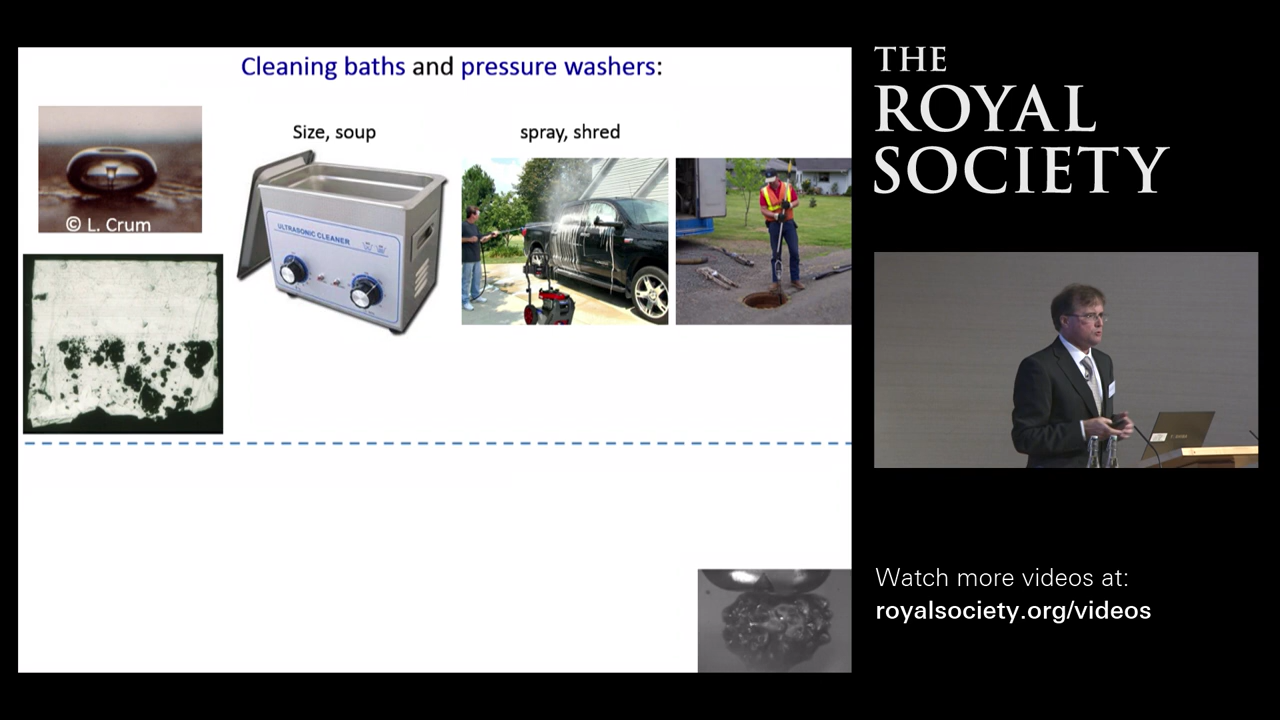 Cleaning baths and pressure washers:
Size, soup
spray, shred
© L. Crum
ULTRASONIC CLEANER
THE
ROYAL
SOCIETY
Watch more videos at:
royalsociety.org/videos